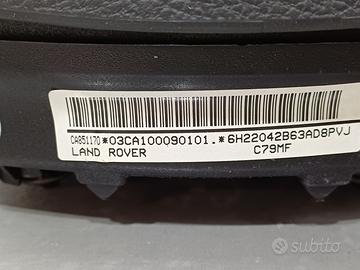 CA851170 *03CA100090101.*6H22042B63AD8PVJ
LAND ROVER C79MF
subito